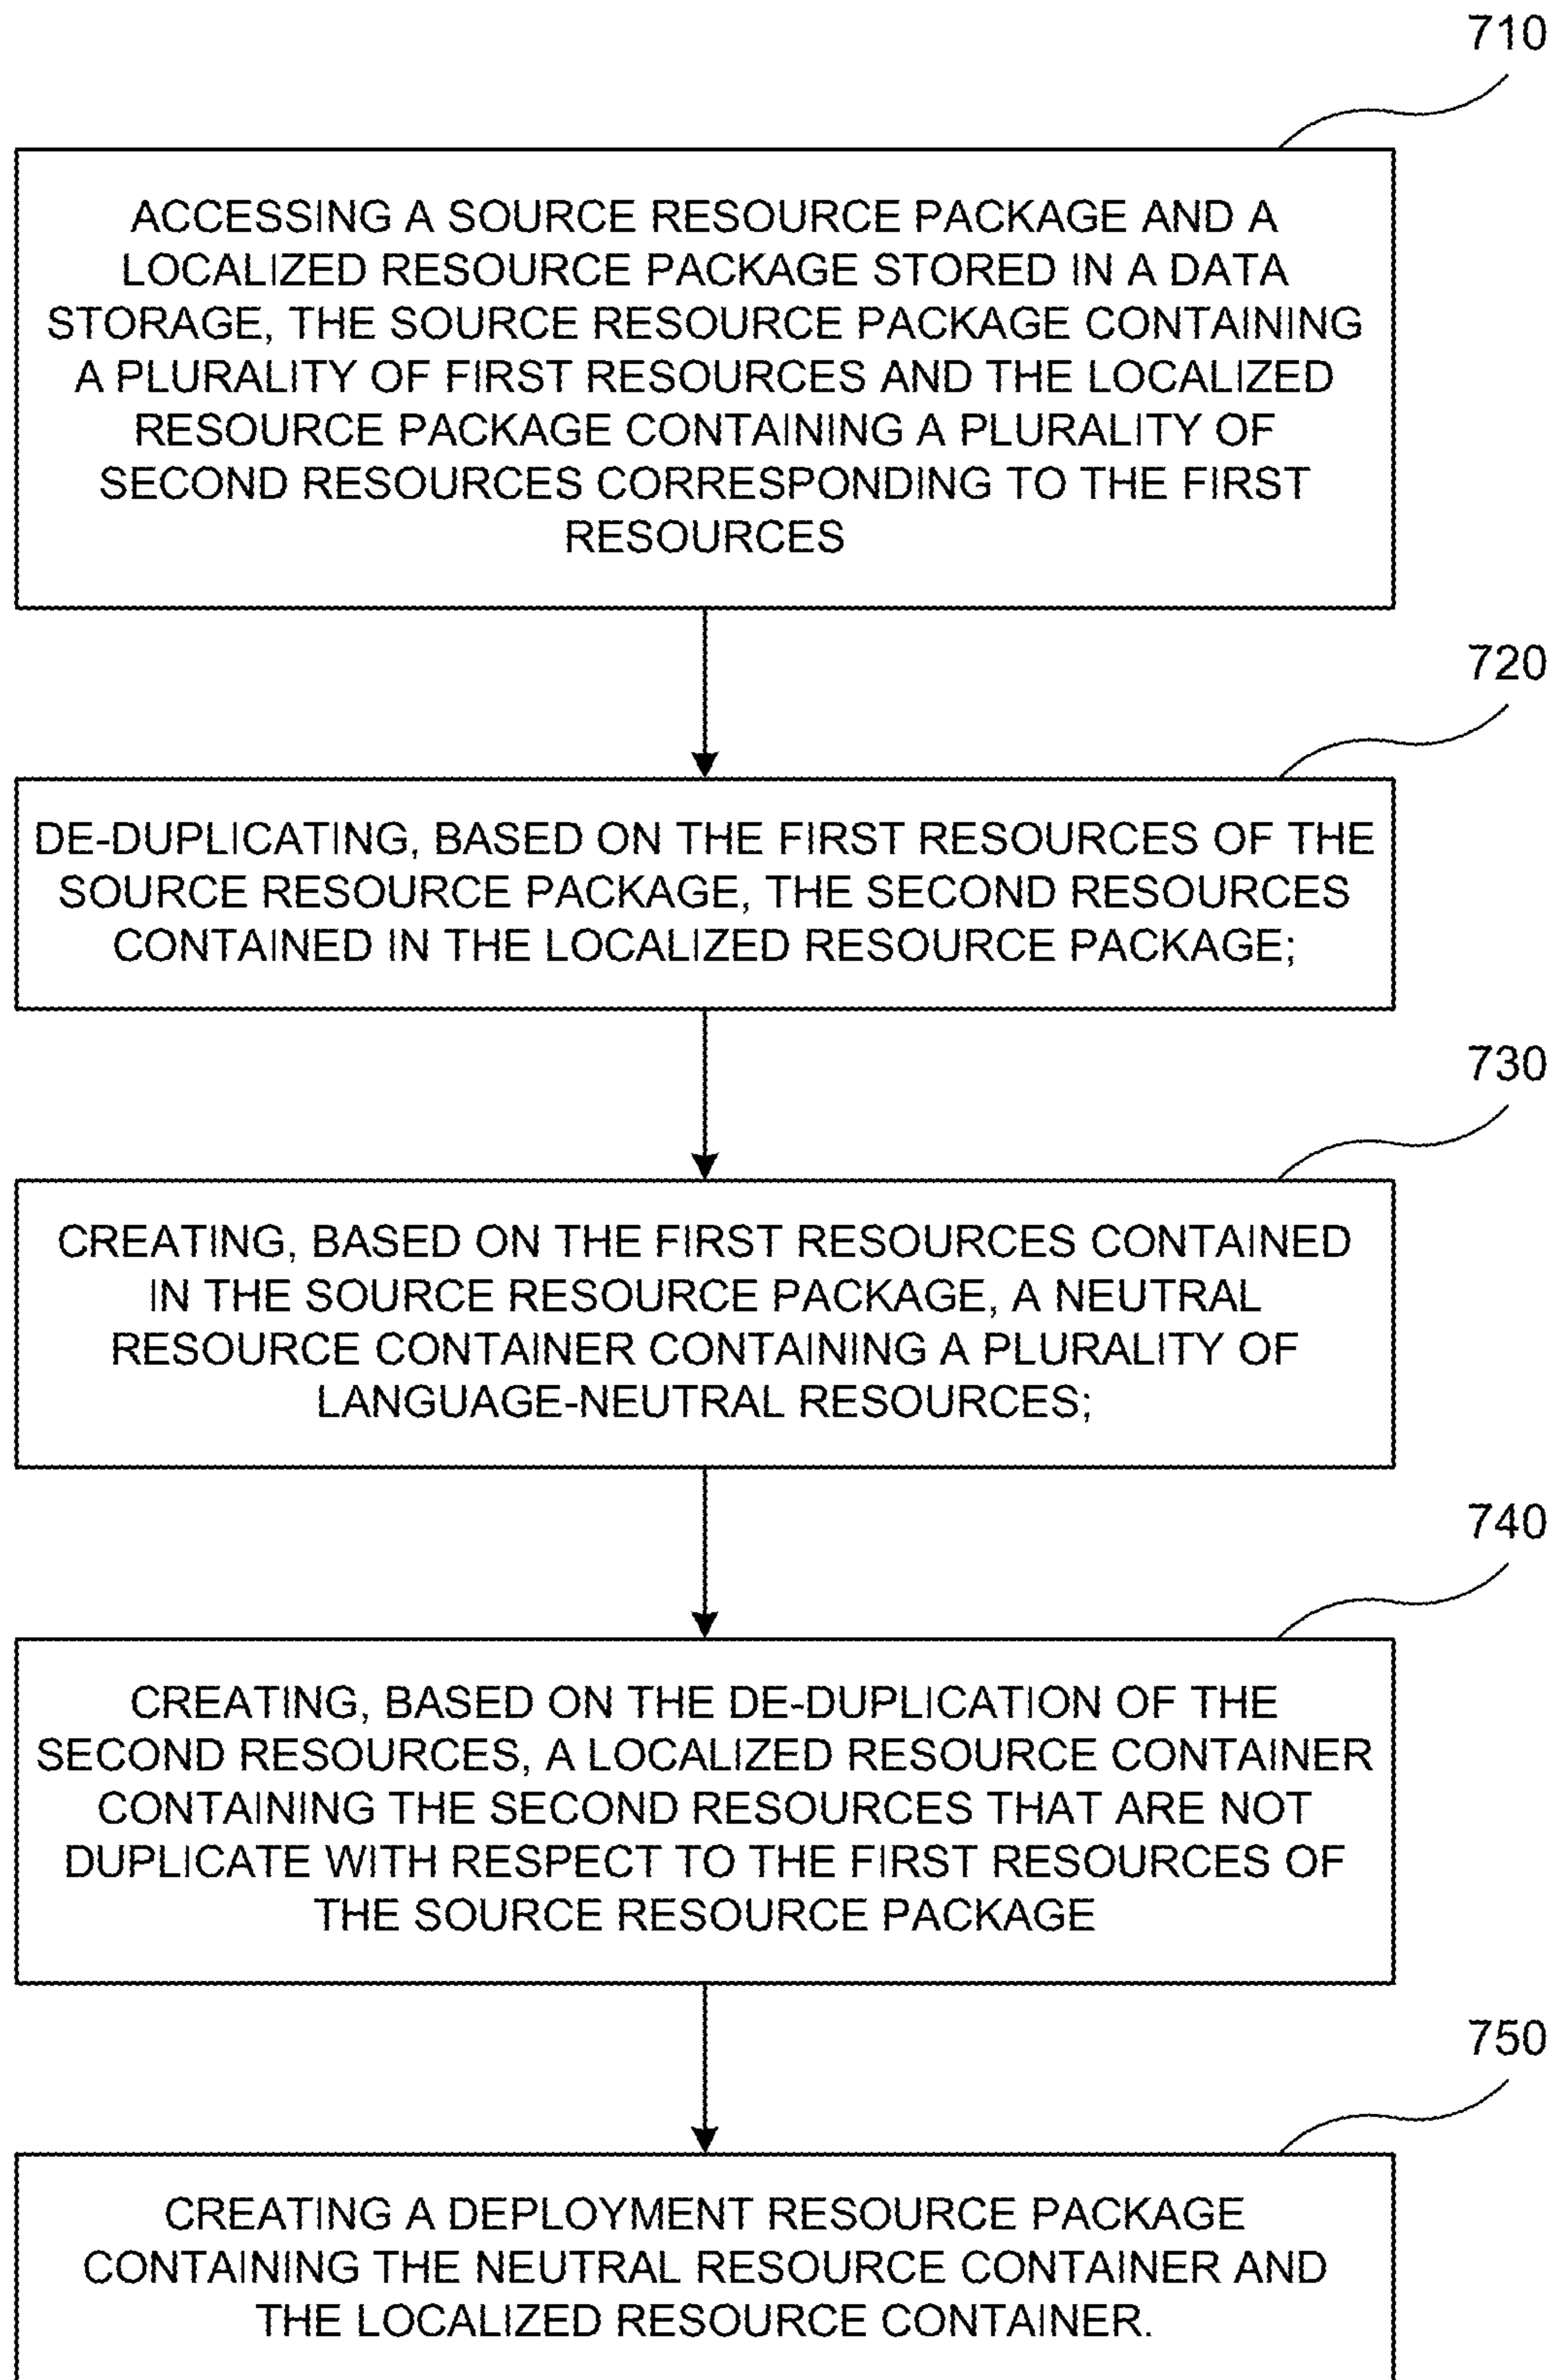 710
ACCESSING A SOURCE RESOURCE PACKAGE AND A
LOCALIZED RESOURCE PACKAGE STORED IN A DATA
STORAGE, THE SOURCE RESOURCE PACKAGE CONTAINING
A PLURALITY OF FIRST RESOURCES AND THE LOCALIZED
RESOURCE PACKAGE CONTAINING A PLURALITY OF
SECOND RESOURCES CORRESPONDING TO THE FIRST
RESOURCES
720
DE-DUPLICATING, BASED ON THE FIRST RESOURCES OF THE
SOURCE RESOURCE PACKAGE, THE SECOND RESOURCES
CONTAINED IN THE LOCALIZED RESOURCE PACKAGE;
730
CREATING, BASED ON THE FIRST RESOURCES CONTAINED
IN THE SOURCE RESOURCE PACKAGE, A NEUTRAL
RESOURCE CONTAINER CONTAINING A PLURALITY OF
LANGUAGE-NEUTRAL RESOURCES;
740
CREATING, BASED ON THE DE-DUPLICATION OF THE
SECOND RESOURCES, A LOCALIZED RESOURCE CONTAINER
CONTAINING THE SECOND RESOURCES THAT ARE NOT
DUPLICATE WITH RESPECT TO THE FIRST RESOURCES OF
THE SOURCE RESOURCE PACKAGE
750
CREATING A DEPLOYMENT RESOURCE PACKAGE
CONTAINING THE NEUTRAL RESOURCE CONTAINER AND
THE LOCALIZED RESOURCE CONTAINER.